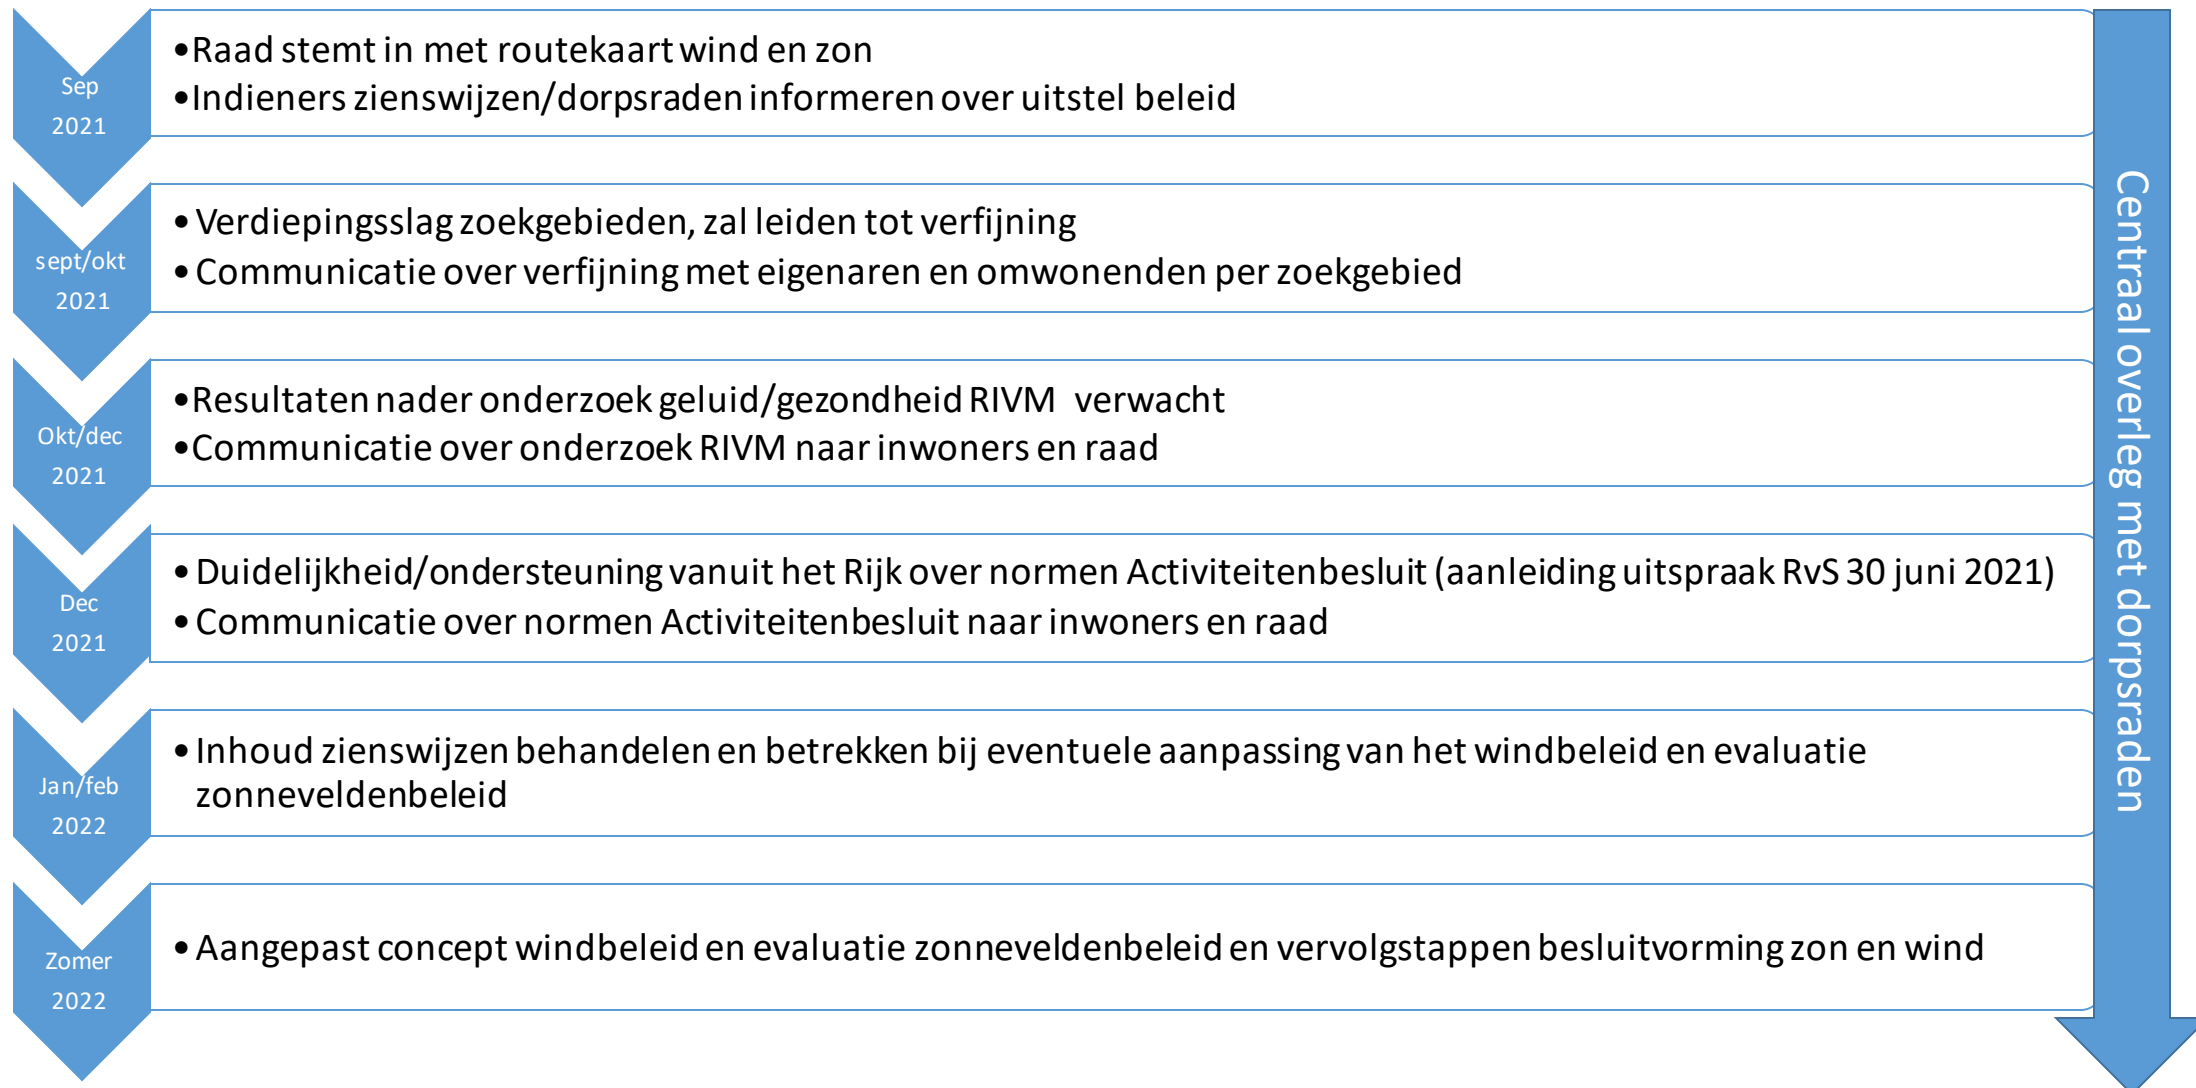 Sep
2021
•Raad stemt in met routekaart wind en zon
•Indieners zienswijzen/dorpsraden informeren over uitstel beleid
sept/okt
2021
•Verdiepingsslag zoekgebieden, zal leiden tot verfijning
•Communicatie over verfijning met eigenaren en omwonenden per zoekgebied
Okt/dec
2021
•Resultaten nader onderzoek geluid/gezondheid RIVM verwacht
•Communicatie over onderzoek RIVM naar inwoners en raad
Dec
2021
•Duidelijkheid/ondersteuning vanuit het Rijk over normen Activiteitenbesluit (aanleiding uitspraak RvS 30 juni 2021)
•Communicatie over normen Activiteitenbesluit naar inwoners en raad
Jan/feb
2022
•Inhoud zienswijzen behandelen en betrekken bij eventuele aanpassing van het windbeleid en evaluatie
zonneveldenbeleid
Zomer
2022
•Aangepast concept windbeleid en evaluatie zonneveldenbeleid en vervolgstappen besluitvorming zon en wind
Centraal overleg met dorpsraden